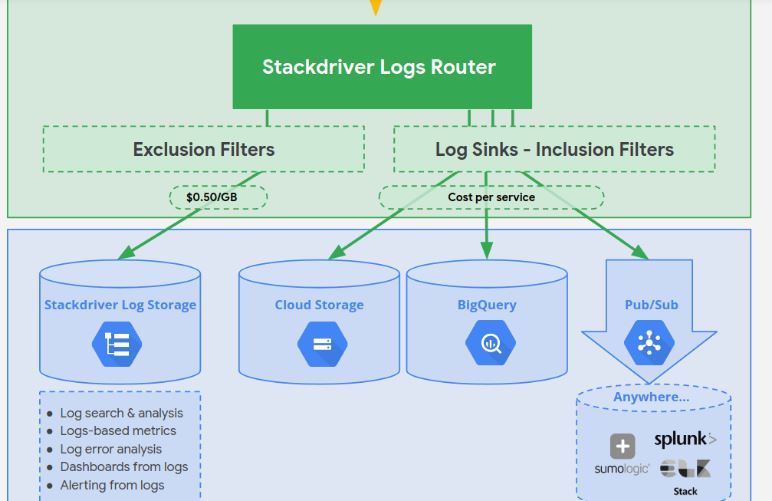 Stackdriver Logs Router
Exclusion Filters
Log Sinks - Inclusion Filters
$0.50/GB
Cost per service
Stackdriver Log Storage
Cloud Storage
BigQuery
Pub/Sub
Anywhere...
● Log search & analysis
● Logs-based metrics
● Log error analysis
● Dashboards from logs
● Alerting from logs
splunk>
sumologic
ELK
Stack